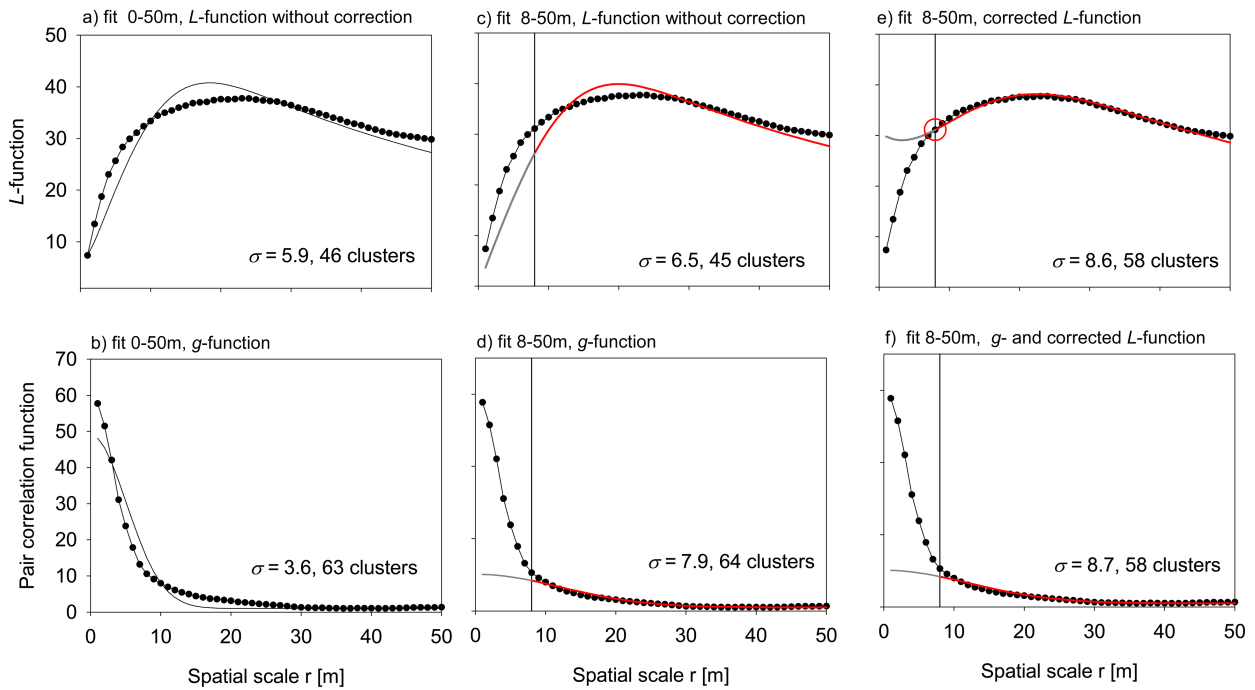 a) fit 0-50m, L-function without correction
c) fit 8-50m, L-function without correction
e) fit 8-50m, corrected L-function
50
40
30
20
10
L-function
σ = 5.9, 46 clusters
σ = 6.5, 45 clusters
σ = 8.6, 58 clusters
b) fit 0-50m, g-function
d) fit 8-50m, g-function
f) fit 8-50m, g- and corrected L-function
70
60
50
40
30
20
10
0
Pair correlation function
σ = 3.6, 63 clusters
σ = 7.9, 64 clusters
σ = 8.7, 58 clusters
0 10 20 30 40 50
0 10 20 30 50
0 10 20 30 40 50
Spatial scale r [m]
Spatial scale r [m]
Spatial scale r [m]